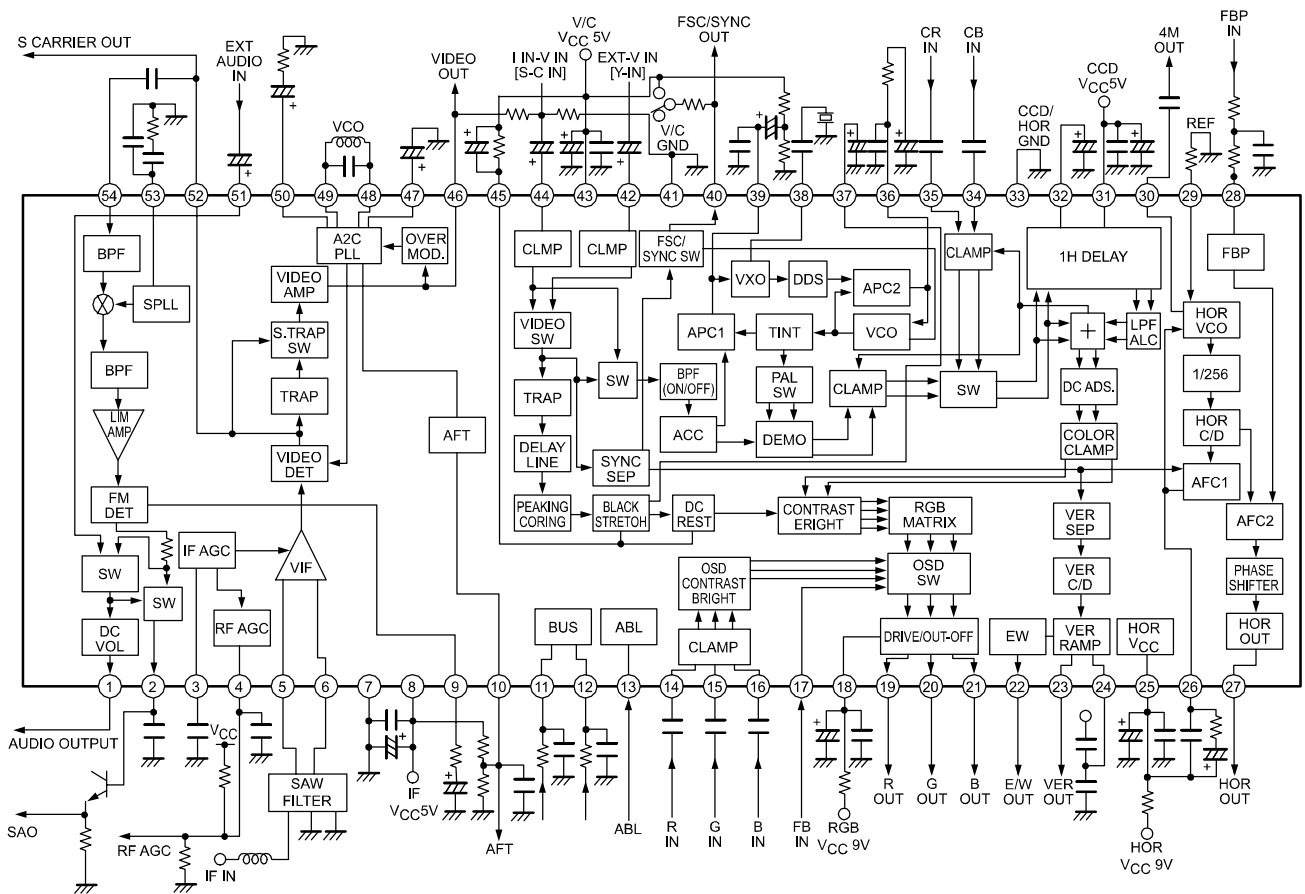 S CARRIER OUT
EXT
AUDIO
IN
VCO
VIDEO
OUT
I IN-V IN
[S-C IN]
V/C
VCC 5V
EXT-V IN
[Y-IN]
FSC/SYNC
OUT
V/C
GND
CR
IN
CB
IN
CCD/
HOR
GND
CCD
VCC5V
4M
OUT
REF
FBP
IN
54
53
52
51
50
49
48
47
46
45
44
43
42
41
40
39
38
37
36
35
34
33
32
31
30
29
28
BPF
SPLL
BPF
LIM
AMP
FM
DET
SW
SW
DC
VOL
IF AGC
RF AGC
VIF
VIDEO
DET
TRAP
S.TRAP
SW
VIDEO
AMP
A2C
PLL
OVER
MOD.
AFT
CLMP
CLMP
FSC/
SYNC SW
VIDEO
SW
SW
TRAP
DELAY
LINE
PEAKING
CORING
SYNC
SEP
BLACK
STRETOH
DC
REST
BPF
(ON/OFF)
ACC
APC1
VXO
DDS
APC2
TINT
VCO
PAL
SW
DEMO
CLAMP
CLAMP
SW
1H DELAY
+
LPF
ALC
DC ADS.
COLOR
CLAMP
CONTRAST
ERIGHT
RGB
MATRIX
OSD
CONTRAST
BRIGHT
OSD
SW
CLAMP
DRIVE/OUT-OFF
BUS
ABL
EW
VER
SEP
VER
C/D
VER
RAMP
HOR
VCC
HOR
VCO
1/256
HOR
C/D
AFC1
FBP
AFC2
PHASE
SHIFTER
HOR
OUT
1
2
3
4
5
6
7
8
9
10
11
12
13
14
15
16
17
18
19
20
21
22
23
24
25
26
27
AUDIO OUTPUT
SAO
RF AGC
VCC
IF IN
SAW
FILTER
IF
VCC5V
AFT
ABL
R
IN
G
IN
B
IN
FB
IN
RGB
VCC 9V
R
OUT
G
OUT
B
OUT
E/W
OUT
VER
OUT
HOR
VCC 9V
HOR
OUT